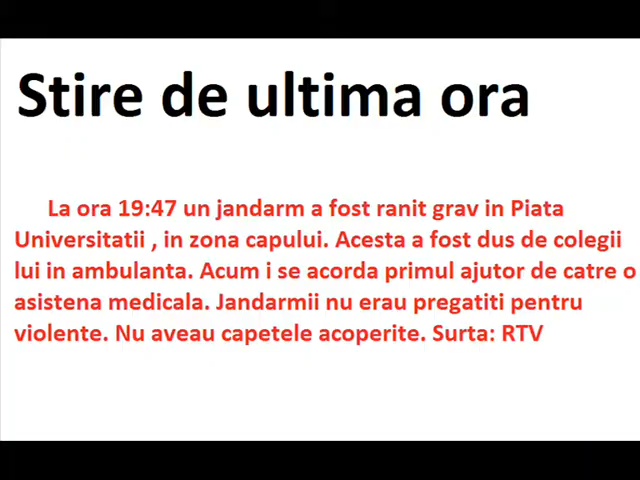 Stire de ultima ora
La ora 19:47 un jandarm a fost ranit grav in Piata
Universitatii , in zona capului. Acesta a fost dus de colegii
lui in ambulanta. Acum i se acorda primul ajutor de catre o
asistena medicala. Jandarmii nu erau pregatiti pentru
violente. Nu aveau capetele acoperite. Surta: RTV